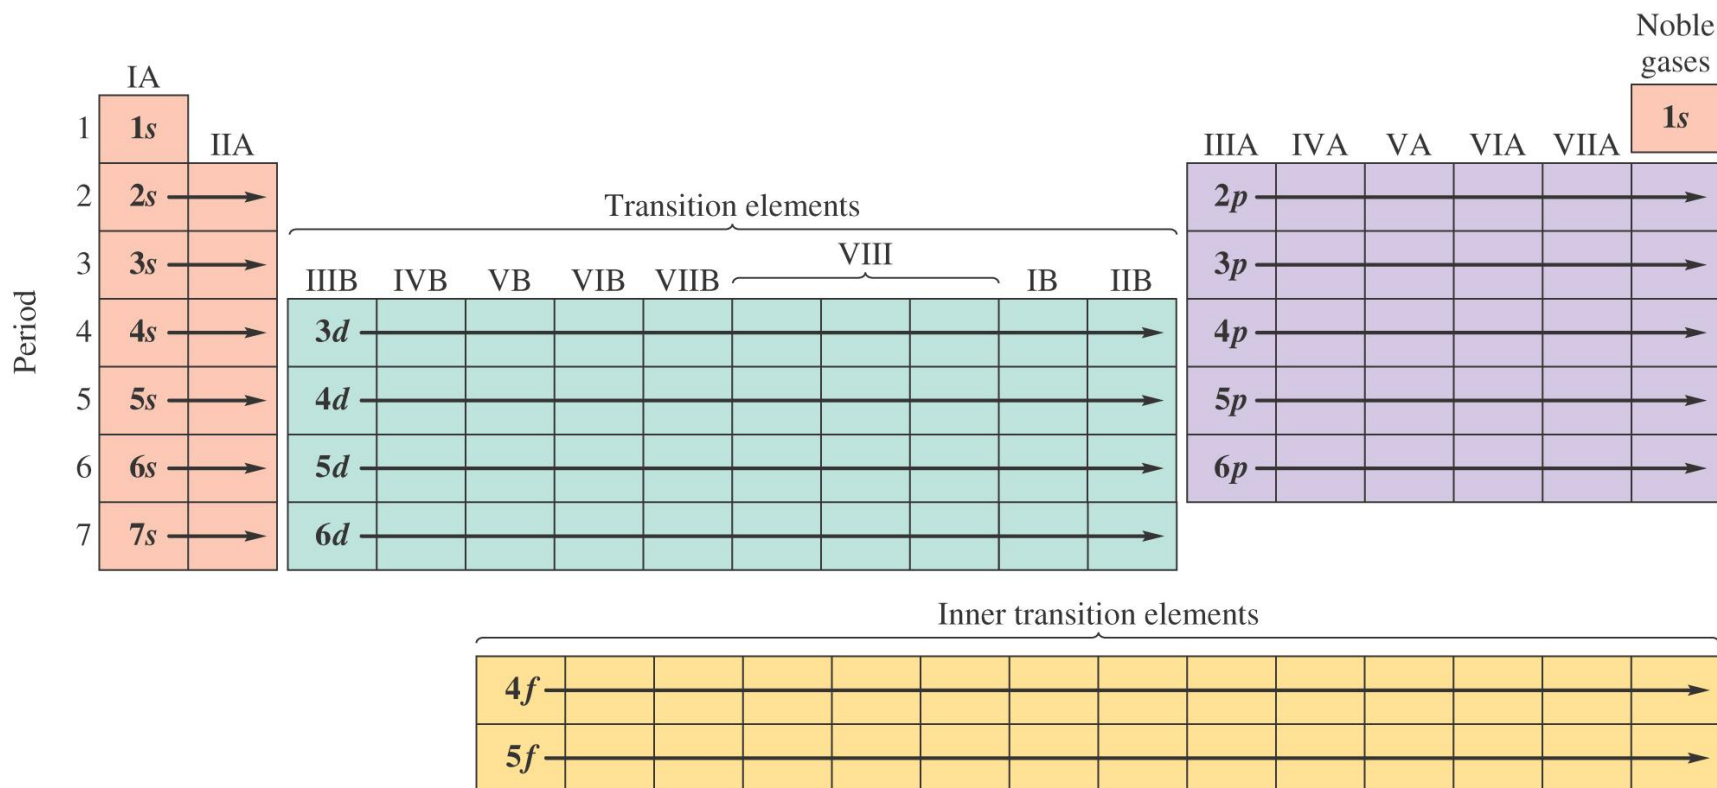 Noble
gases
IA
1 1s 1s
IIA IIIA IVA VA VIA VIIA
2 2s 2p
Transition elements
3 3s 3p
VIII
IIIB IVB VB VIB VIIB IB IIB
4 4s 3d 4p
5 5s 4d 5p
6 6s 5d 6p
7 7s 6d
Period
Inner transition elements
4f
5f